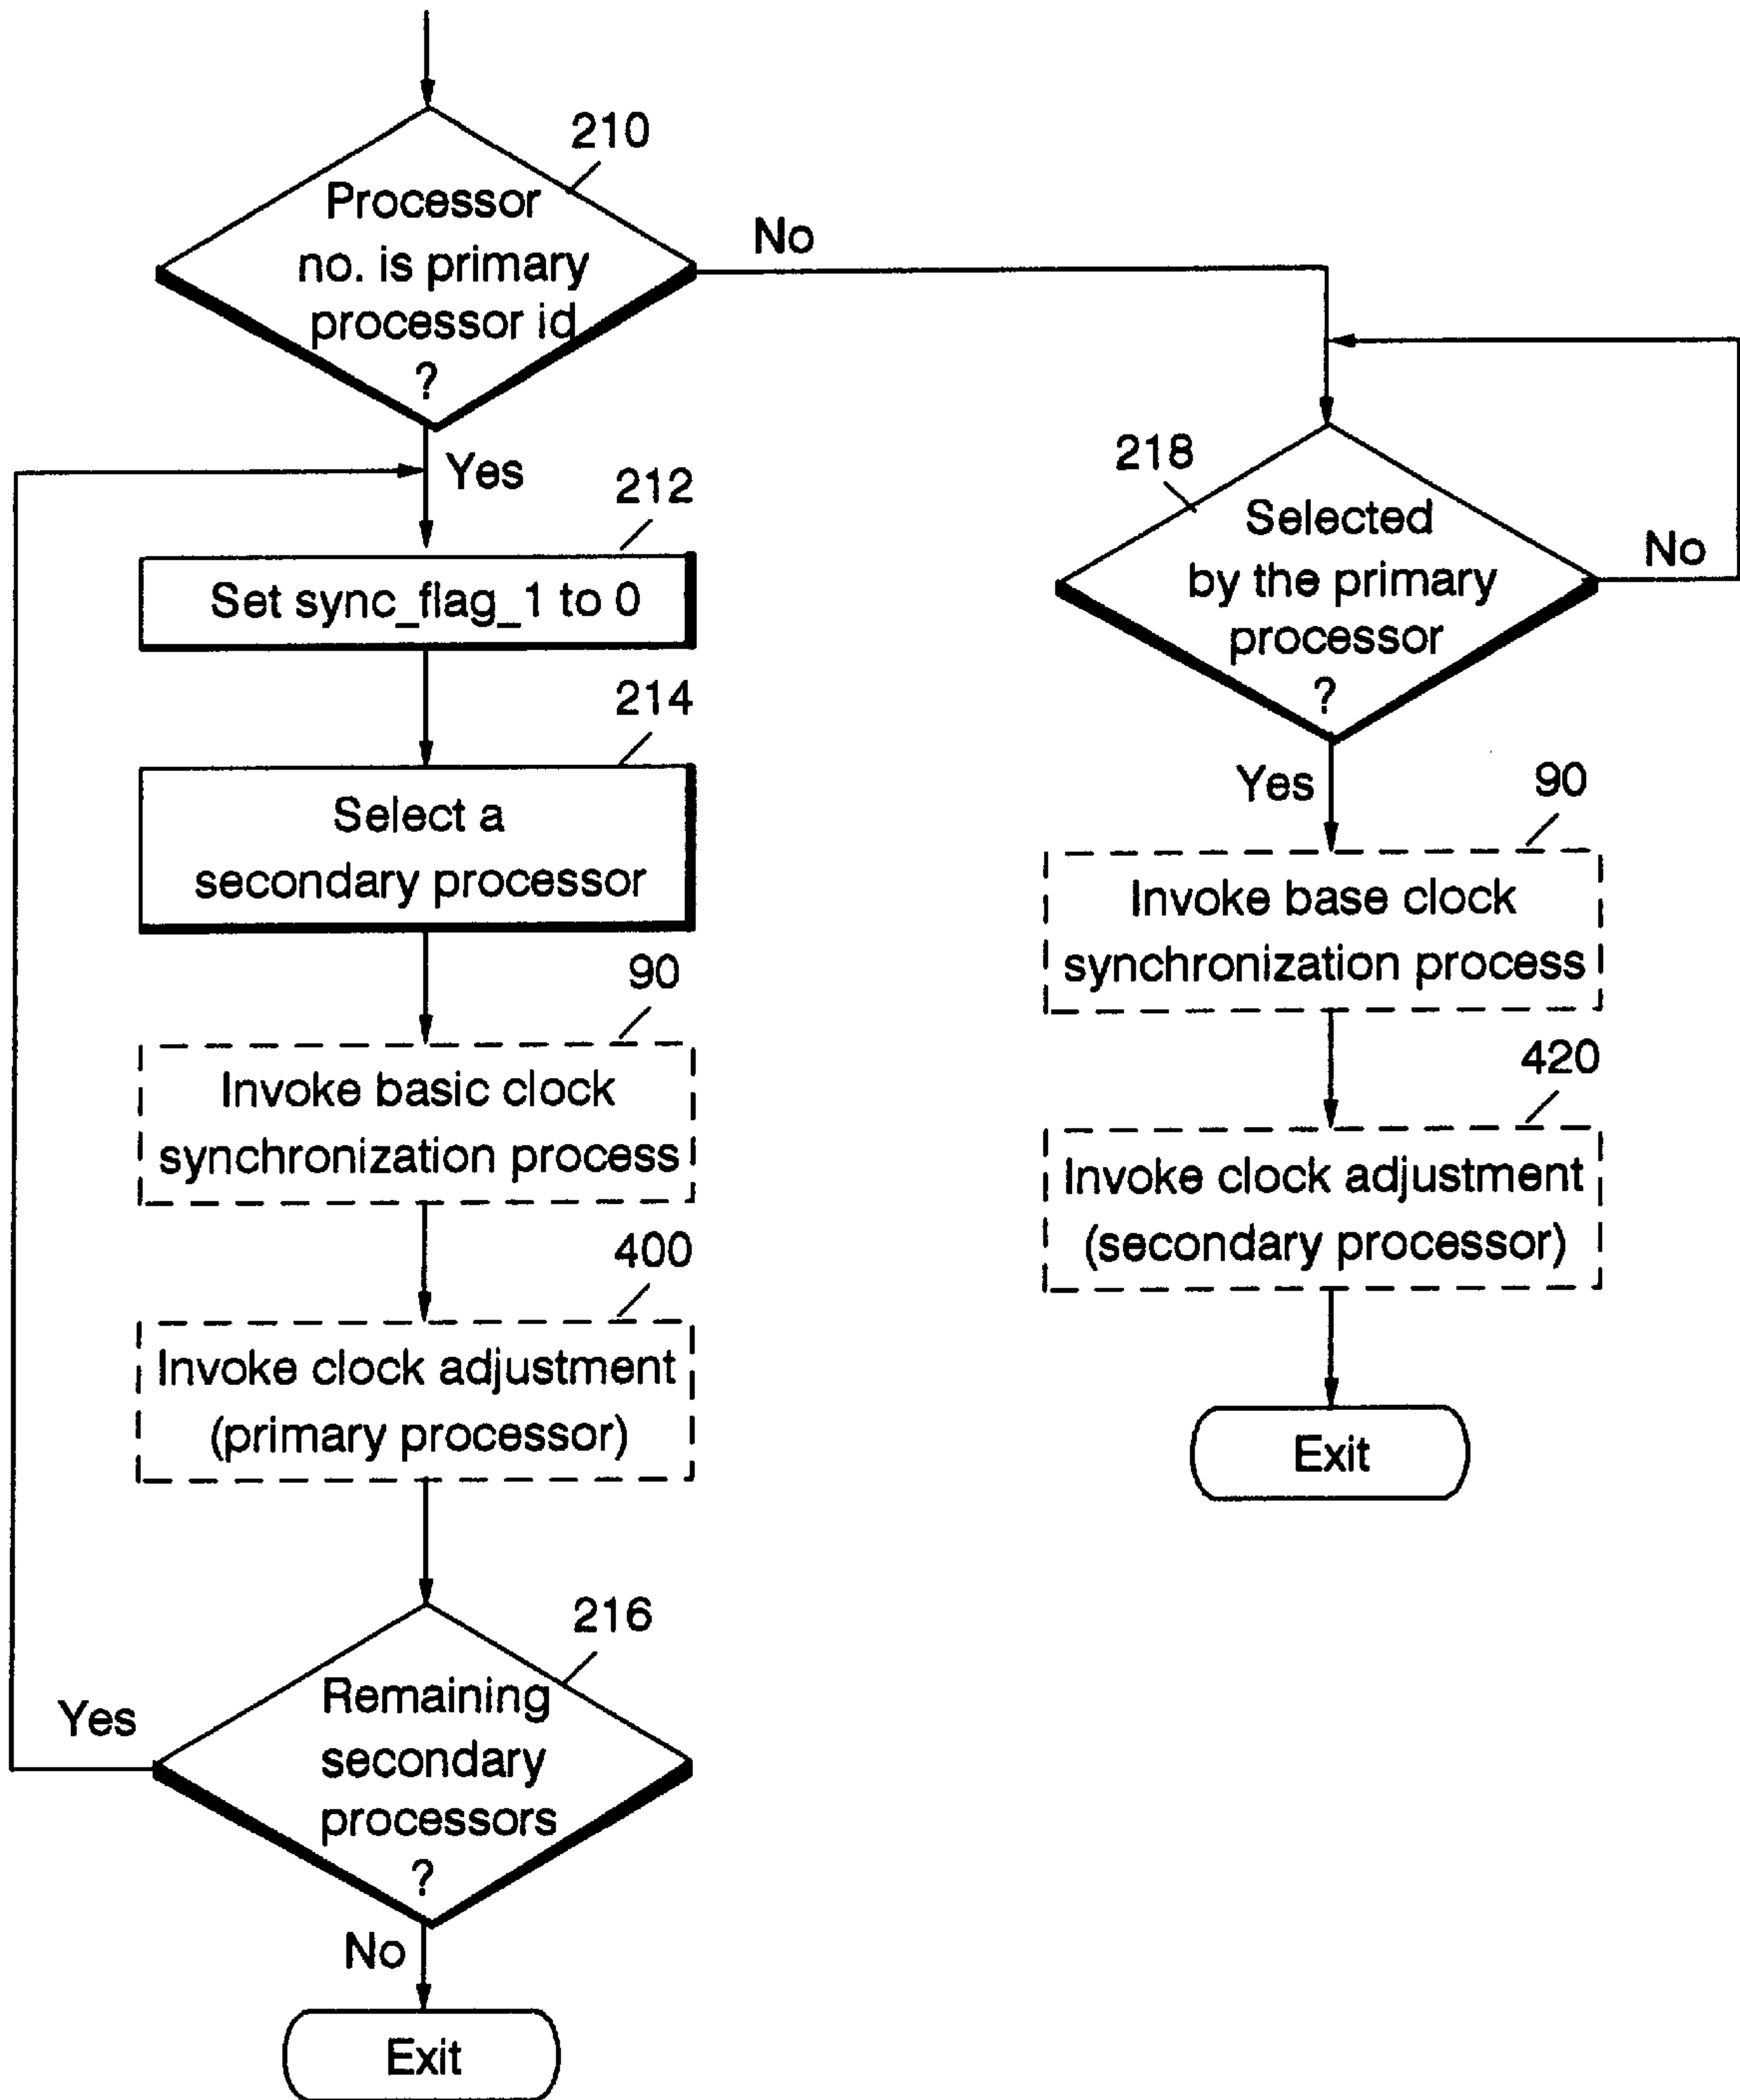 210
Processor
no. is primary
processor id
?
No
Yes
212
Set sync_flag_1 to 0
214
Select a
secondary processor
90
Invoke basic clock
synchronization process
400
Invoke clock adjustment
(primary processor)
216
Remaining
secondary
processors
?
Yes
No
Exit
218
Selected
by the primary
processor
?
No
Yes
90
Invoke base clock
synchronization process
420
Invoke clock adjustment
(secondary processor)
Exit